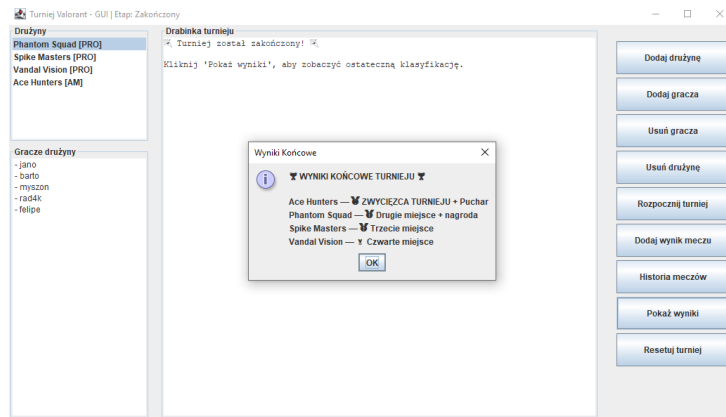 Turniej Valorant - GUI | Etap: Zakończony
Drużyny
Phantom Squad [PRO]
Spike Masters [PRO]
Vandal Vision [PRO]
Ace Hunters [AM]
Gracze drużyny
- jano
- barto
- myszon
- rad4k
- felipe
Drabinka turnieju
Turniej został zakończony!
Kliknij 'Pokaż wyniki', aby zobaczyć ostateczną klasyfikację.
Wyniki Końcowe
🏆 WYNIKI KOŃCOWE TURNIEJU 🏆
Ace Hunters — 🥇 ZWYCIĘZCA TURNIEJU + Puchar
Phantom Squad — 🥈 Drugie miejsce + nagroda
Spike Masters — 🥉 Trzecie miejsce
Vandal Vision — 🎖 Czwarte miejsce
OK
Dodaj drużynę
Dodaj gracza
Usuń gracza
Usuń drużynę
Rozpocznij turniej
Dodaj wynik meczu
Historia meczów
Pokaż wyniki
Resetuj turniej